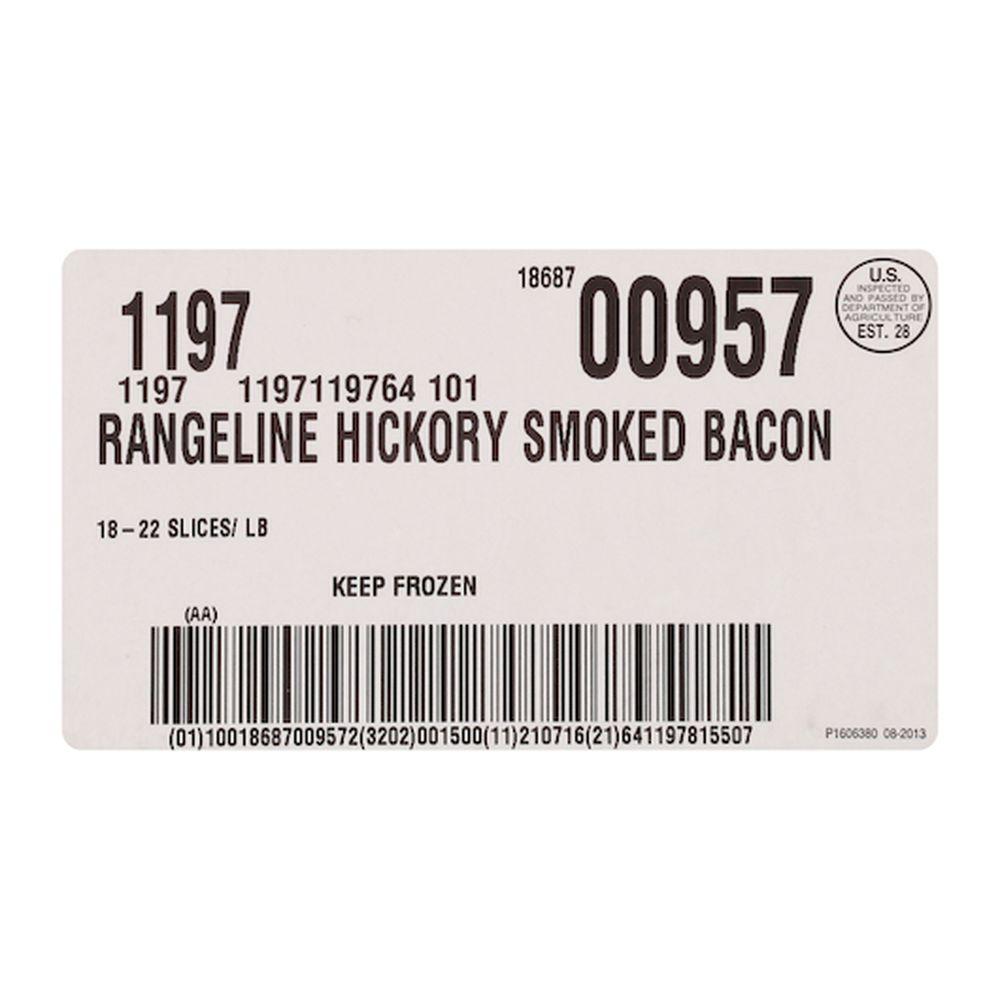 1197
18687 00957
U.S.
INSPECTED
AND PASSED BY
DEPARTMENT OF
AGRICULTURE
EST. 28
1197 1197119764 101
RANGELINE HICKORY SMOKED BACON
18-22 SLICES/ LB
KEEP FROZEN
(AA)
(01)10018687009572(3202)001500(11)210716(21)641197815507
P1606380 08-2013